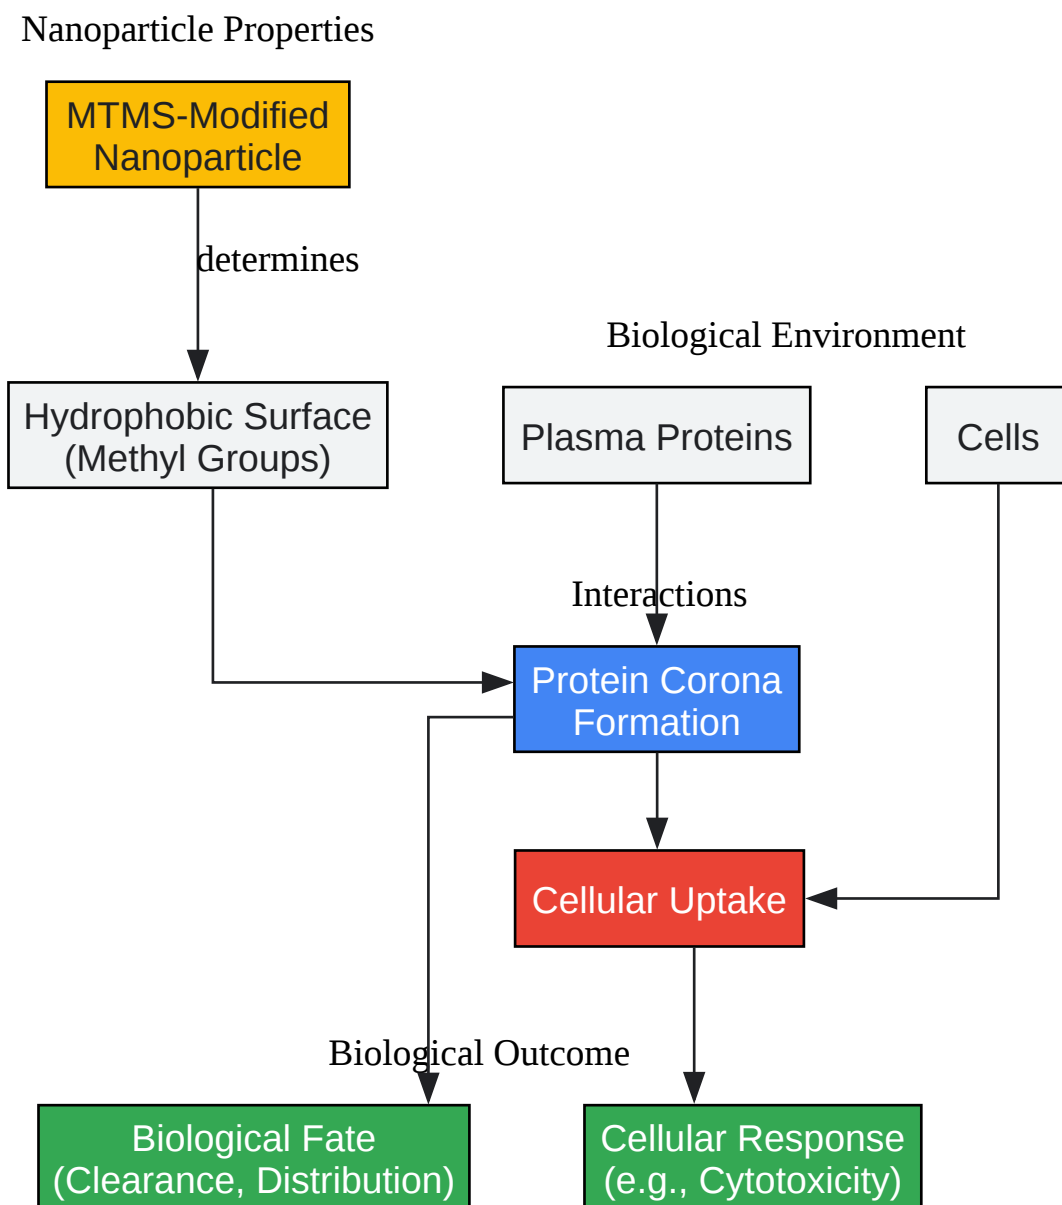 Nanoparticle Properties
MTMS-Modified
Nanoparticle
determines
Biological Environment
Hydrophobic Surface
(Methyl Groups)
Plasma Proteins
Cells
Interactions
Protein Corona
Formation
Cellular Uptake
Biological Outcome
Biological Fate
(Clearance, Distribution)
Cellular Response
(e.g., Cytotoxicity)